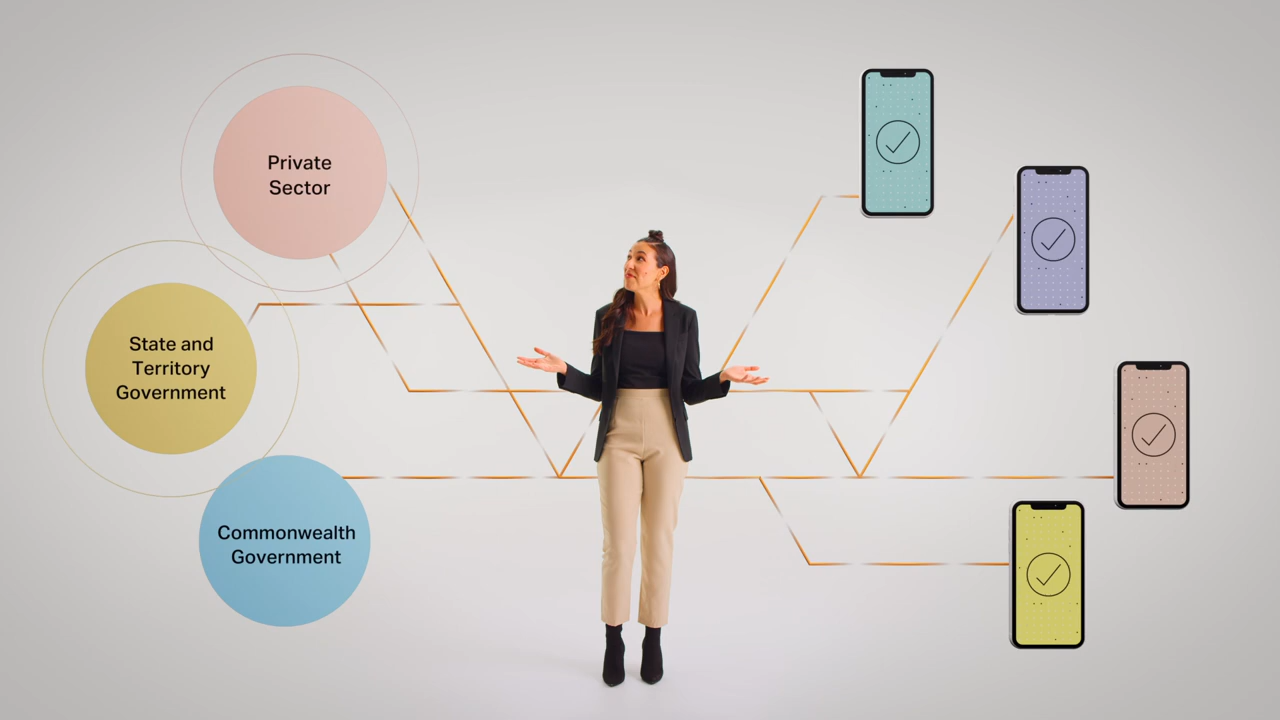 Private
Sector
State and
Territory
Government
Commonwealth
Government